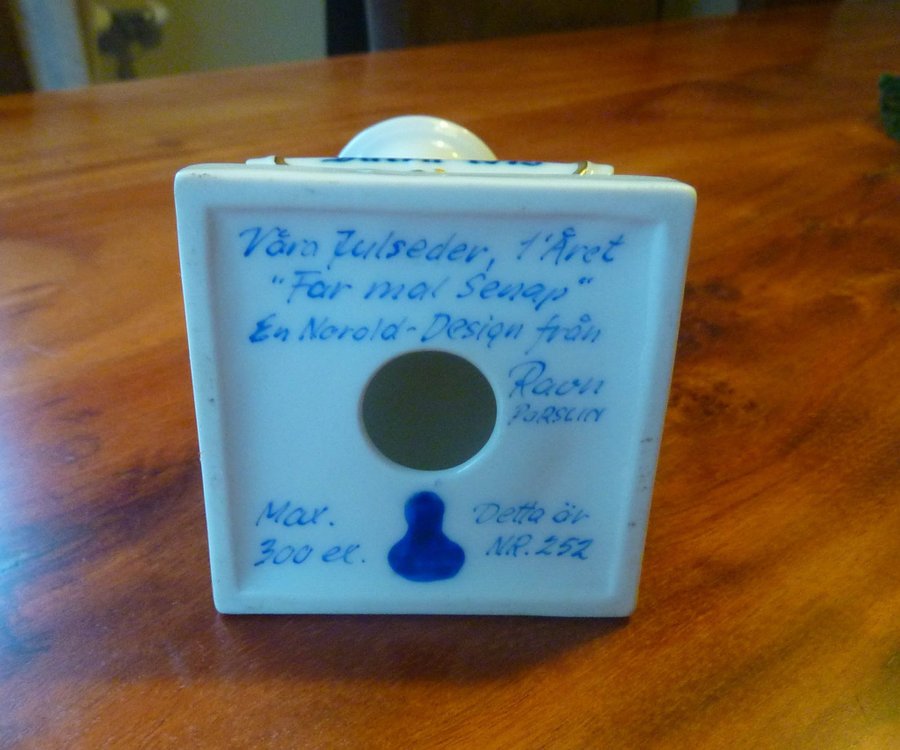 Våra Julseder, 1'Året
"Far mal Senap"
En Norold-Design från
Ravn
PORSLIN
Max.
300 ex.
Detta är
NR. 252